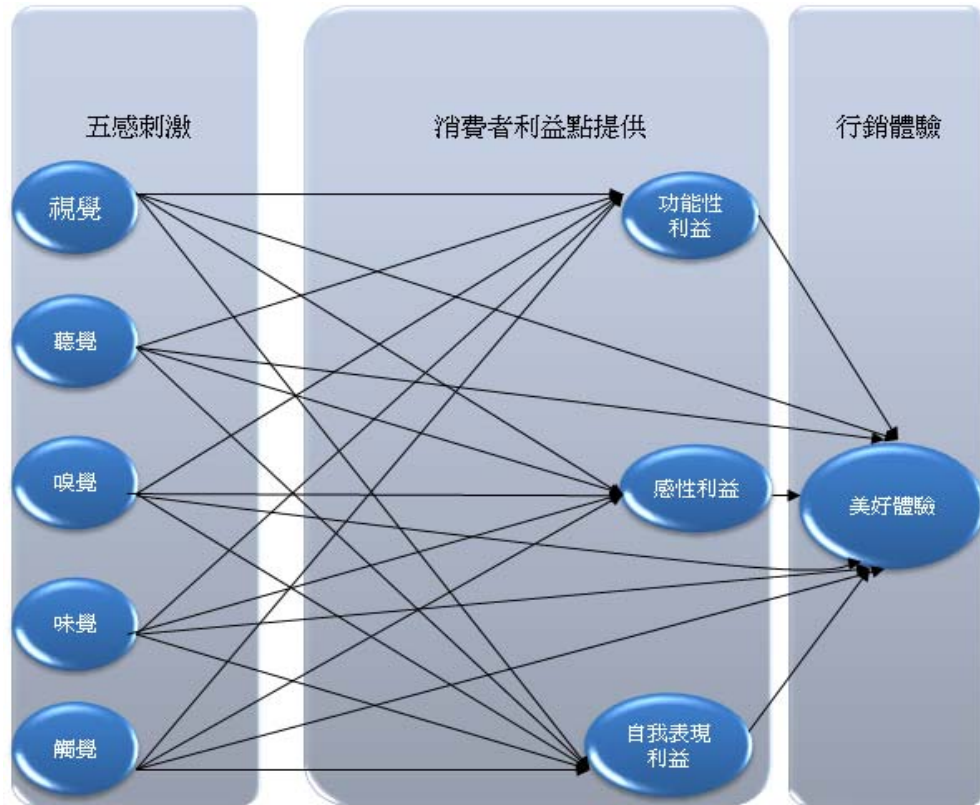 五感刺激
消費者利益點提供
行銷體驗
視覺
聽覺
嗅覺
味覺
觸覺
功能性
利益
感性利益
自我表現
利益
美好體驗